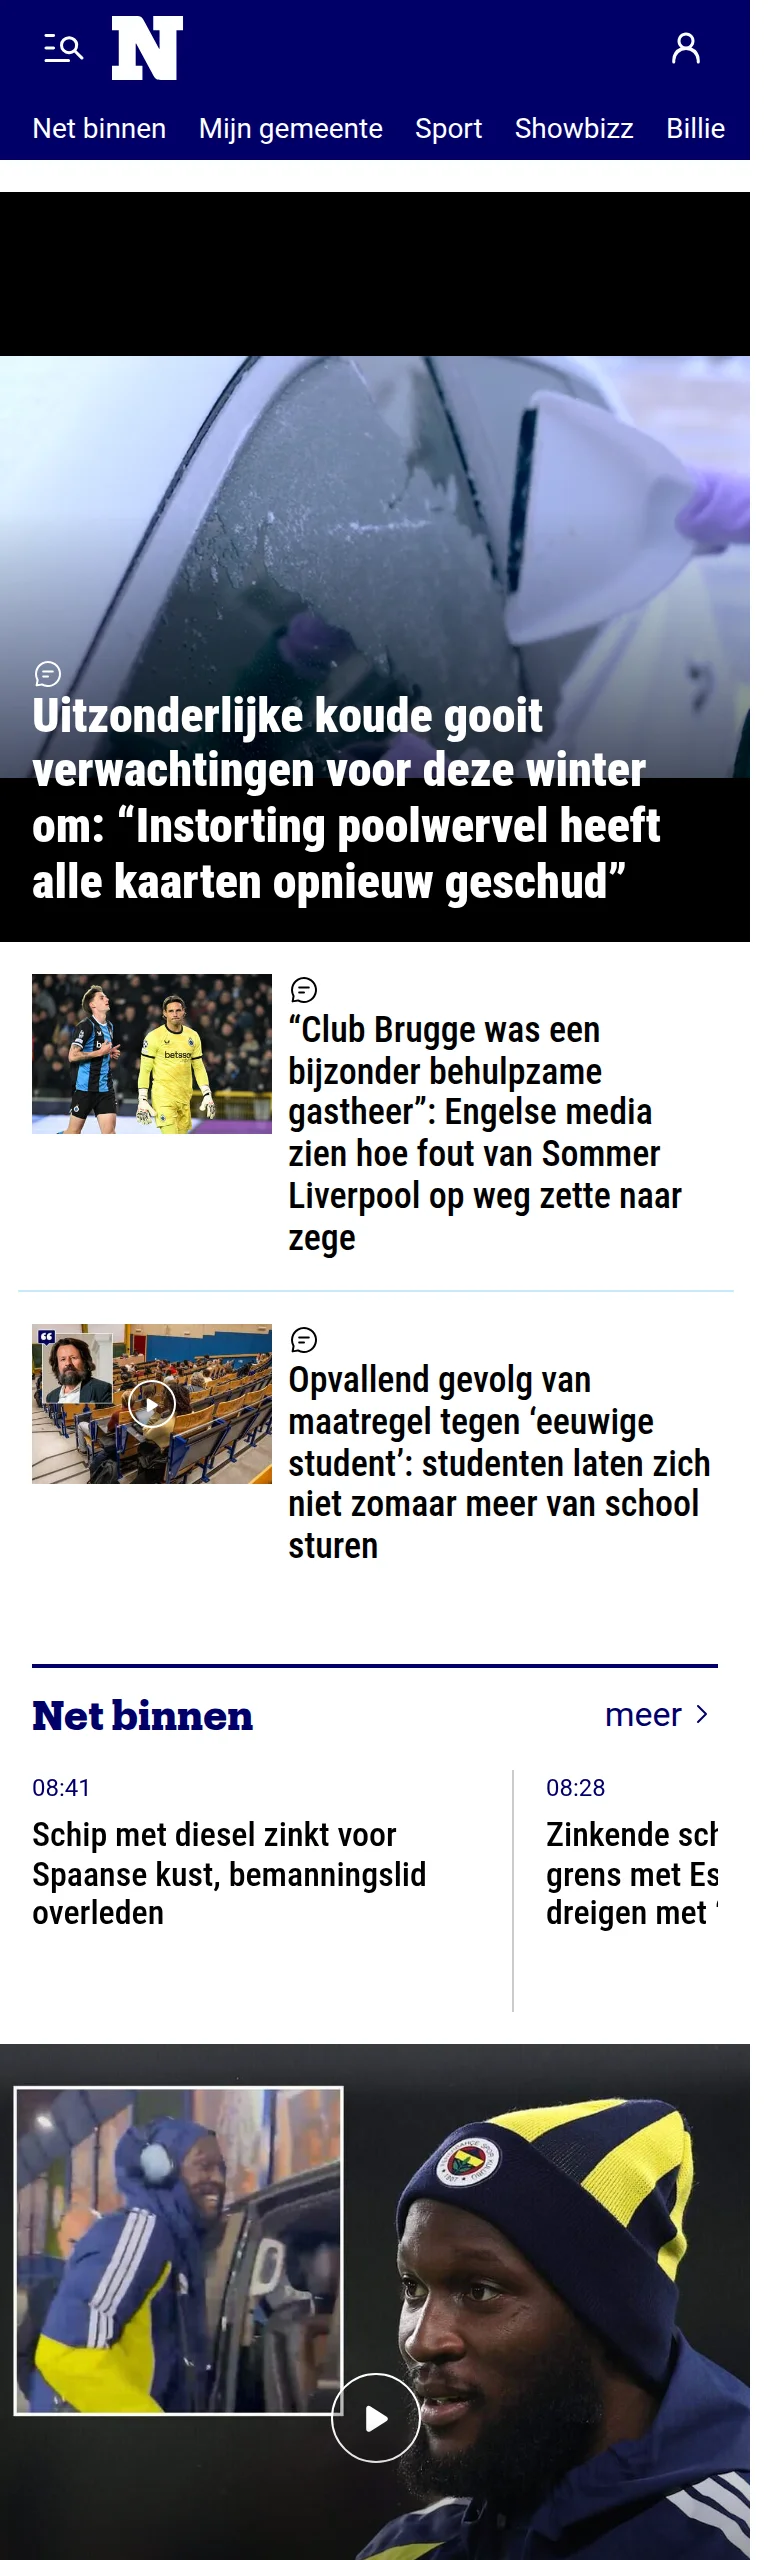 N
Net binnen Mijn gemeente Sport Showbizz Billie
Uitzonderlijke koude gooit
verwachtingen voor deze winter
om: “Instorting poolwervel heeft
alle kaarten opnieuw geschud”
“Club Brugge was een
bijzonder behulpzame
gastheer”: Engelse media
zien hoe fout van Sommer
Liverpool op weg zette naar
zege
Opvallend gevolg van
maatregel tegen ‘eeuwige
student’: studenten laten zich
niet zomaar meer van school
sturen
Net binnen
meer
08:41
Schip met diesel zinkt voor
Spaanse kust, bemanningslid
overleden
08:28
Zinkende sch
grens met Es
dreigen met ‘